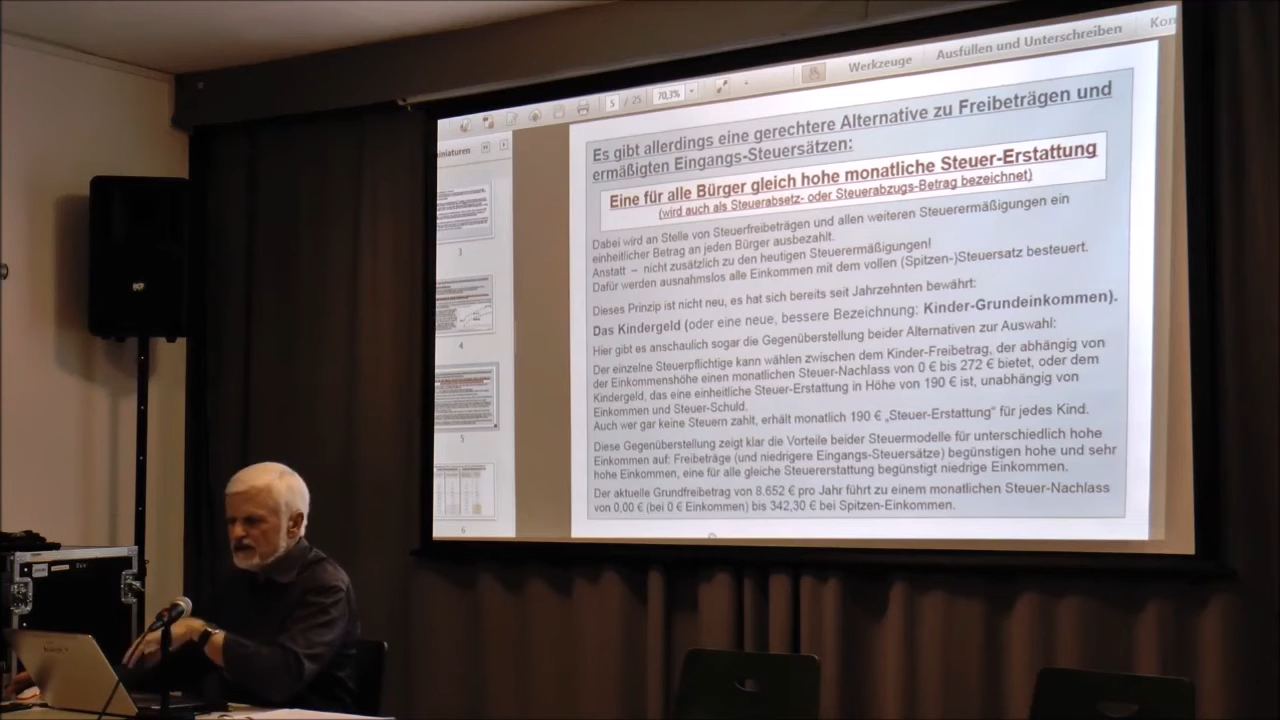 Ausfüllen und Unterschreiben
Werkzeuge
5 / 25 70,3%
Es gibt allerdings eine gerechtere Alternative zu Freibeträgen und
ermäßigten Eingangs-Steuersätzen:
Eine für alle Bürger gleich hohe monatliche Steuer-Erstattung
(wird auch als Steuerabsetz- oder Steuerabzugs-Betrag bezeichnet)
Dabei wird an Stelle von Steuerfreibeträgen und allen weiteren Steuerermäßigungen ein
einheitlicher Betrag an jeden Bürger ausbezahlt.
Anstatt – nicht zusätzlich zu den heutigen Steuerermäßigungen!
Dafür werden ausnahmslos alle Einkommen mit dem vollen (Spitzen-)Steuersatz besteuert.
Dieses Prinzip ist nicht neu, es hat sich bereits seit Jahrzehnten bewährt:
Das Kindergeld (oder eine neue, bessere Bezeichnung: Kinder-Grundeinkommen).
Hier gibt es anschaulich sogar die Gegenüberstellung beider Alternativen zur Auswahl:
Der einzelne Steuerpflichtige kann wählen zwischen dem Kinder-Freibetrag, der abhängig von
der Einkommenshöhe einen monatlichen Steuer-Nachlass von 0 € bis 272 € bietet, oder dem
Kindergeld, das eine einheitliche Steuer-Erstattung in Höhe von 190 € ist, unabhängig von
Einkommen und Steuer-Schuld.
Auch wer gar keine Steuern zahlt, erhält monatlich 190 € „Steuer-Erstattung“ für jedes Kind.
Diese Gegenüberstellung zeigt klar die Vorteile beider Steuermodelle für unterschiedlich hohe
Einkommen auf: Freibeträge (und niedrigere Eingangs-Steuersätze) begünstigen hohe und sehr
hohe Einkommen, eine für alle gleiche Steuererstattung begünstigt niedrige Einkommen.
Der aktuelle Grundfreibetrag von 8.652 € pro Jahr führt zu einem monatlichen Steuer-Nachlass
von 0,00 € (bei 0 € Einkommen) bis 342,30 € bei Spitzen-Einkommen.
3
4
5
6